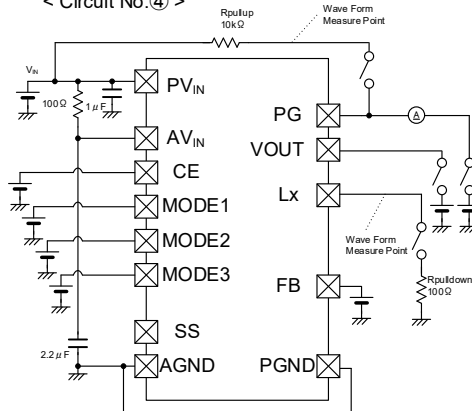 < Circuit No.④ >
Rpullup
10kΩ
Wave Form
Measure Point
VIN
100Ω
1μF
PVIN
AVIN
CE
MODE1
MODE2
MODE3
SS
AGND
2.2μF
PG
VOUT
Lx
FB
PGND
A
Wave Form
Measure Point
Rpulldown
100Ω